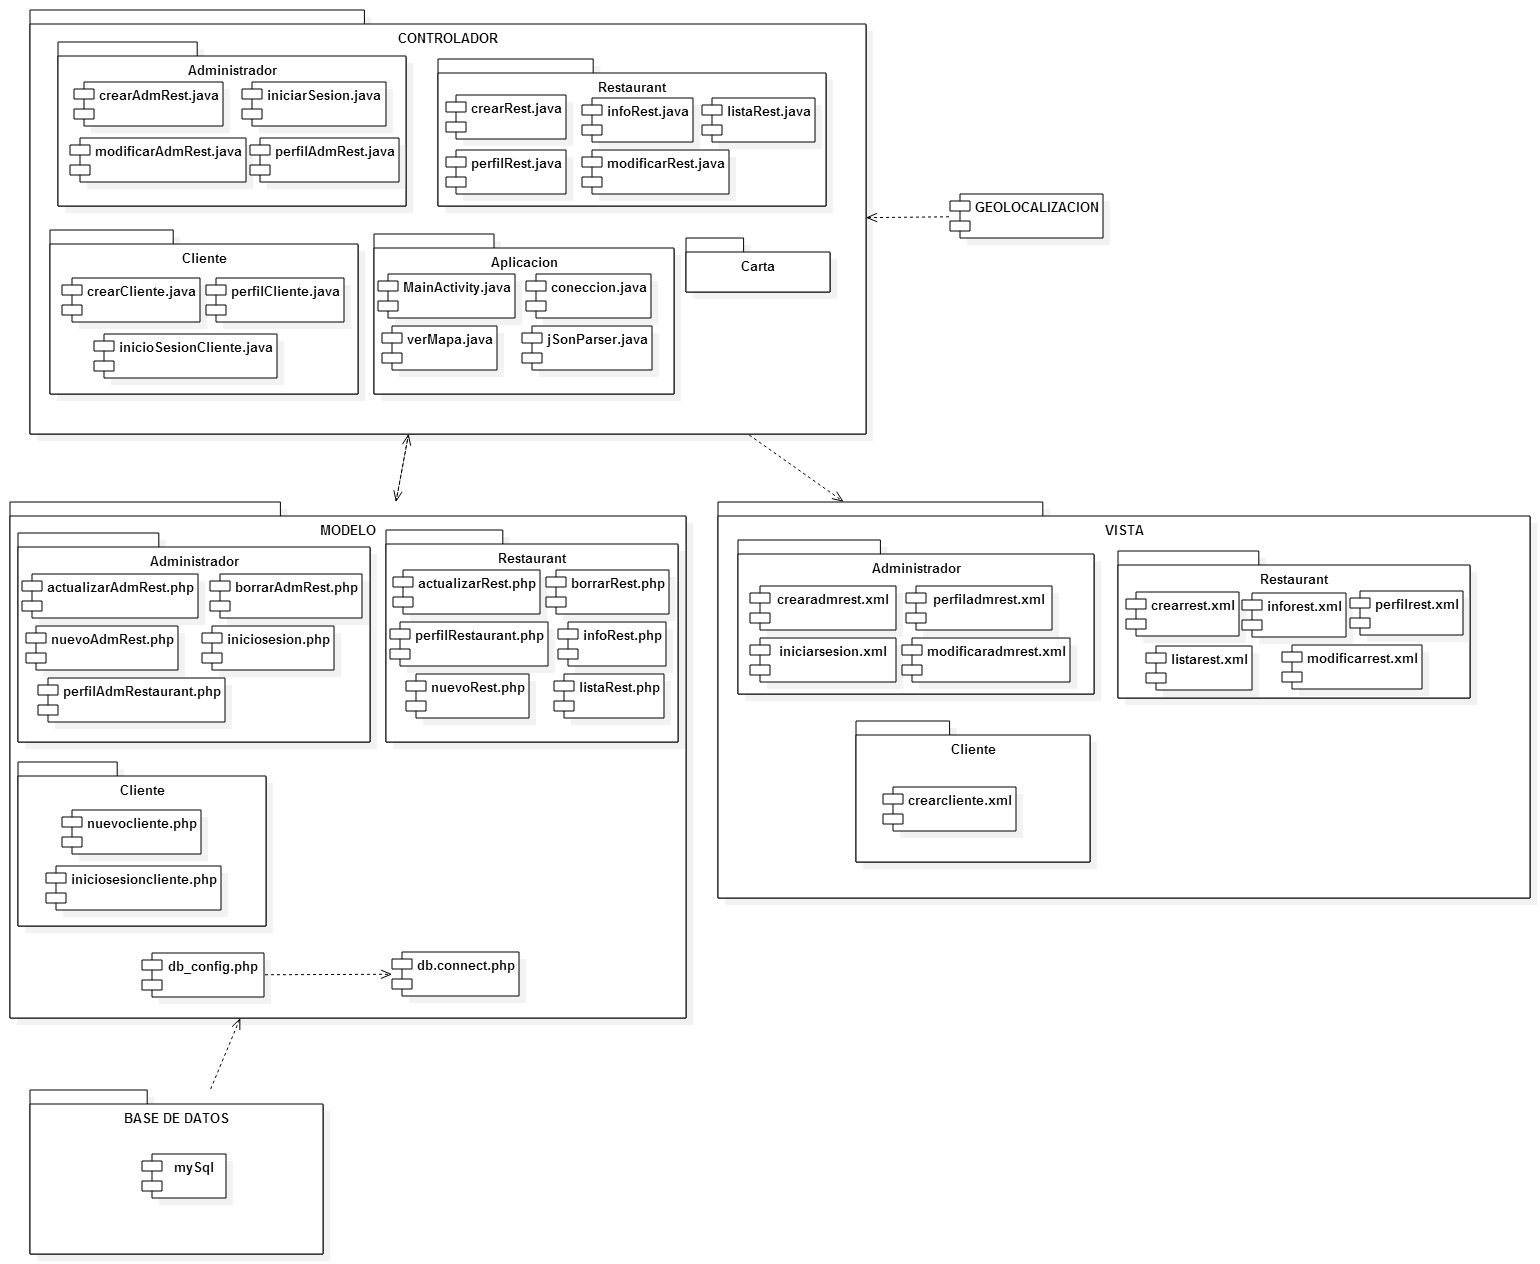 CONTROLADOR
Administrador
crearAdmRest.java
iniciarSesion.java
modificarAdmRest.java
perfilAdmRest.java
Restaurant
crearRest.java
infoRest.java
listaRest.java
perfilRest.java
modificarRest.java
GEOLOCALIZACION
Cliente
crearCliente.java
perfilCliente.java
inicioSesionCliente.java
Aplicacion
MainActivity.java
coneccion.java
verMapa.java
jSonParser.java
Carta
MODELO
Administrador
actualizarAdmRest.php
borrarAdmRest.php
nuevoAdmRest.php
iniciosesion.php
perfilAdmRestaurant.php
Restaurant
actualizarRest.php
borrarRest.php
perfilRestaurant.php
infoRest.php
nuevoRest.php
listaRest.php
Cliente
nuevocliente.php
iniciosesioncliente.php
db_config.php
db.connect.php
VISTA
Administrador
crearadmrest.xml
perfiladmrest.xml
iniciarsesion.xml
modificaradmrest.xml
Restaurant
crearrest.xml
inforest.xml
perfilrest.xml
listarest.xml
modificarrest.xml
Cliente
crearcliente.xml
BASE DE DATOS
mySql